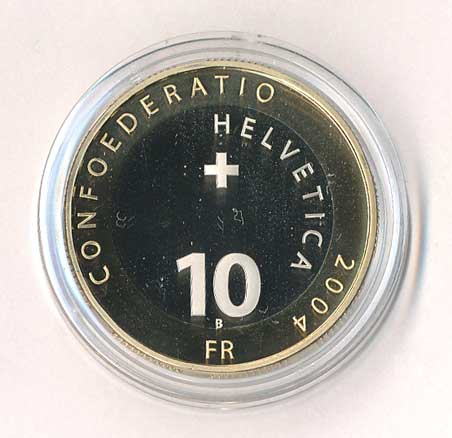 CONFOEDERATIO
HELVETICA
2004
10
B
FR